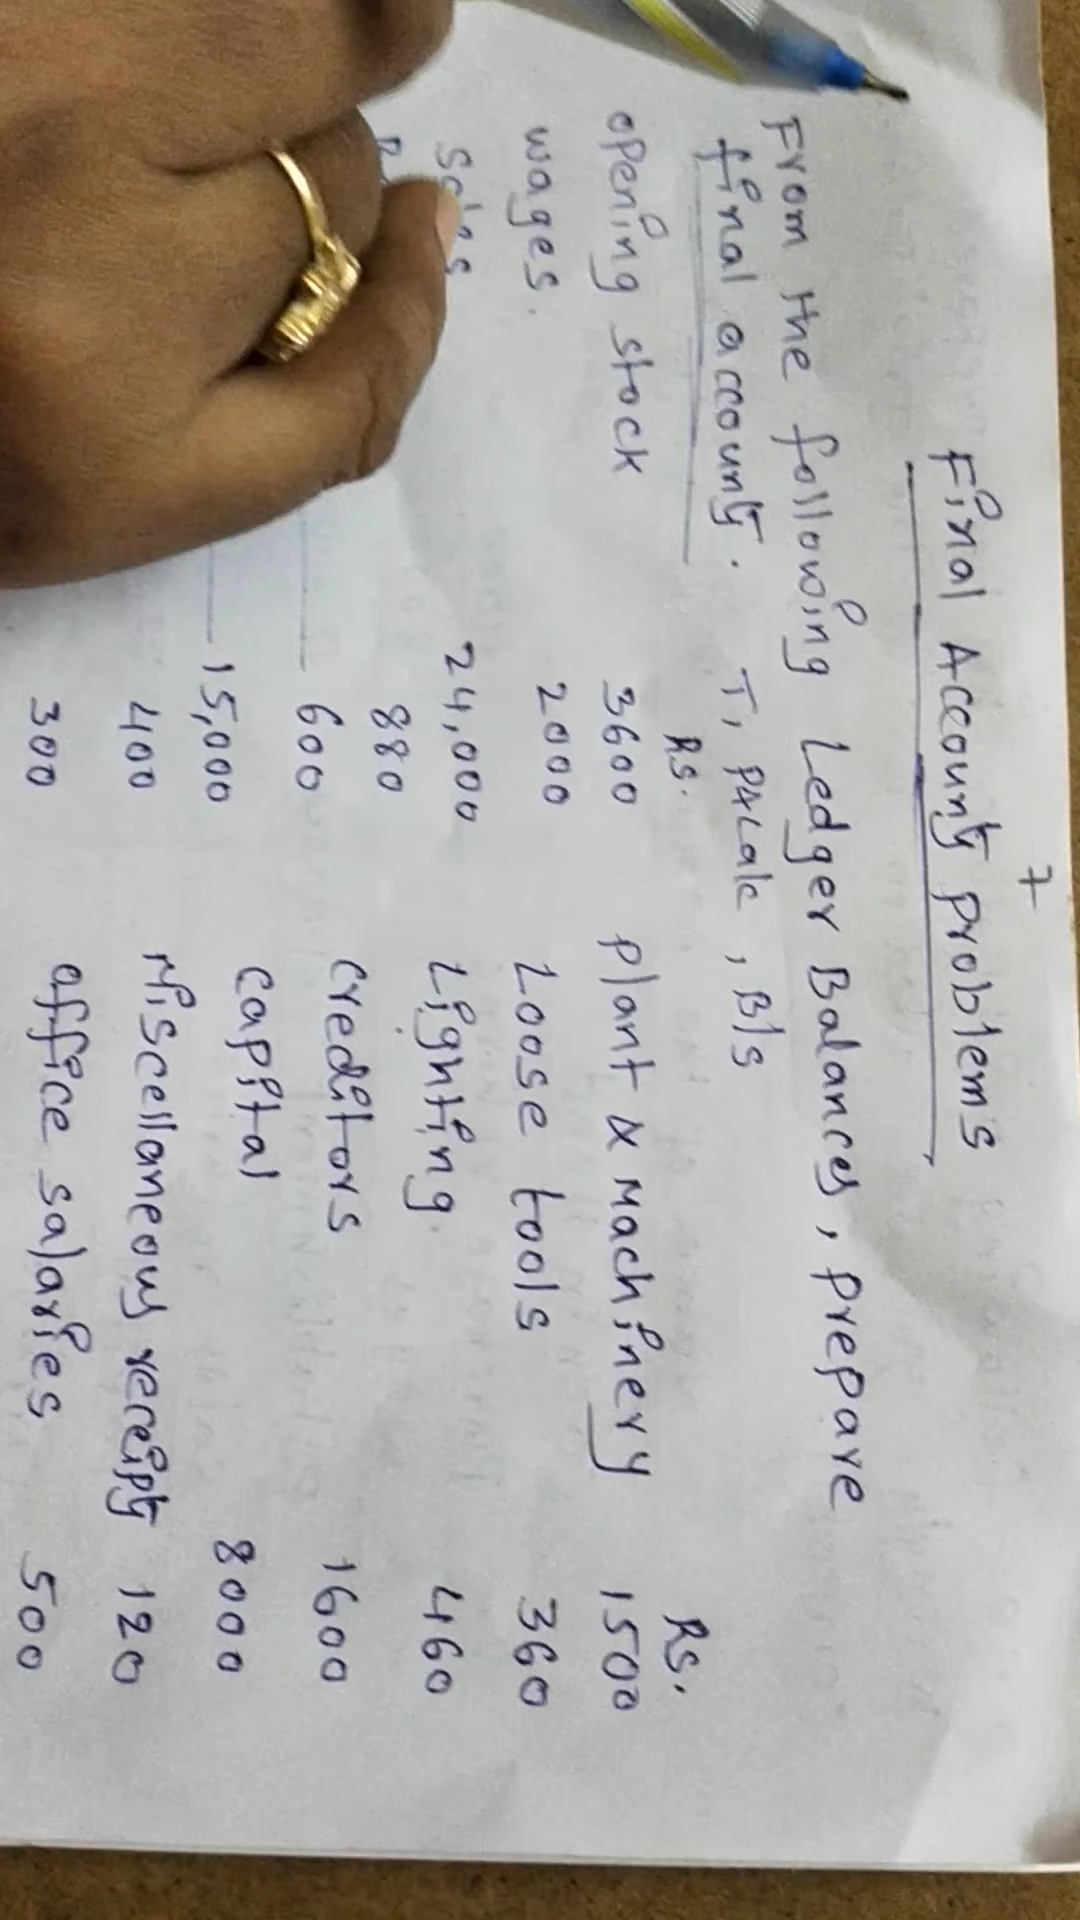 7
Final Accounts problems
From the following Ledger Balances, prepare
final accounts. T, P&L a/c, B/s
Rs. Rs.
opening stock 3600 plant & Machinery 1500
wages. 2000 Loose tools 360
Sales 24,000 Lighting. 460
880 creditors 1600
600 capital 8000
15,000 Miscellaneous receipts 120
400 office salaries 500
300